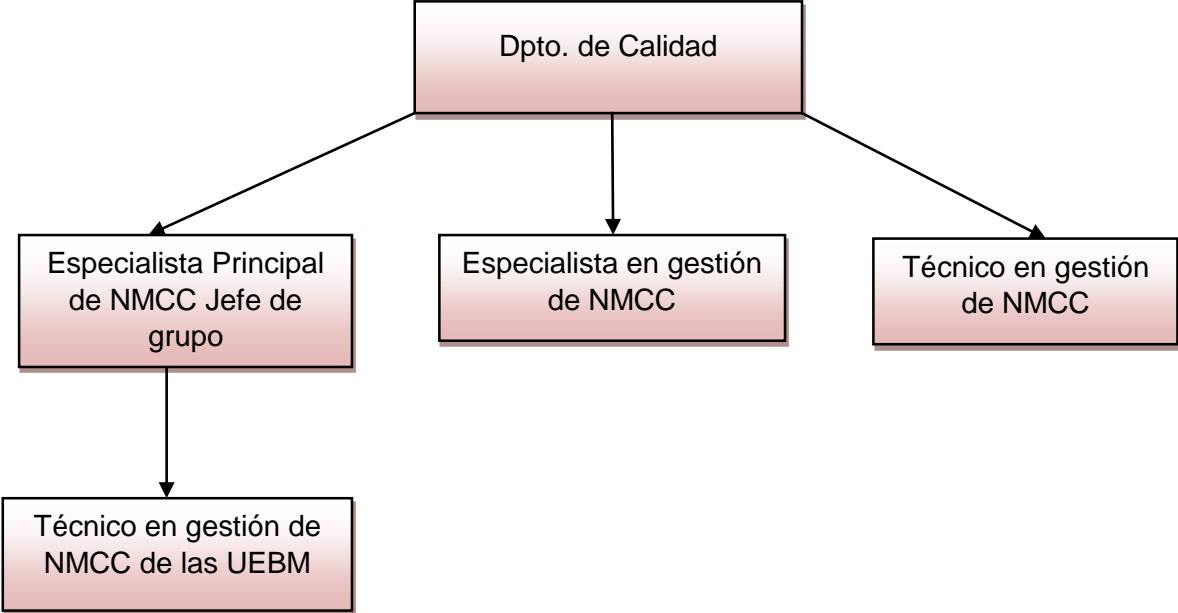 Dpto. de Calidad
Especialista Principal
de NMCC Jefe de
grupo
Especialista en gestión
de NMCC
Técnico en gestión
de NMCC
Técnico en gestión de
NMCC de las UEBM